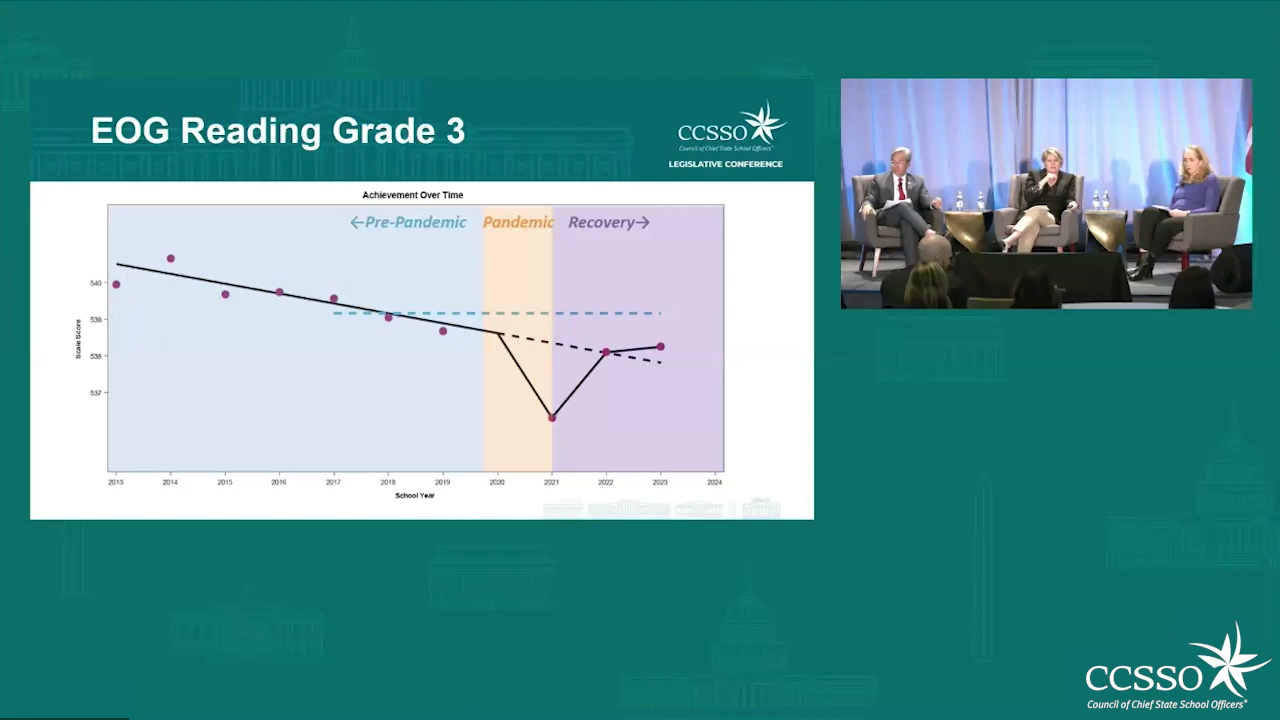 EOG Reading Grade 3
CCSSO
Council of Chief State School Officers®
LEGISLATIVE CONFERENCE
Achievement Over Time
←Pre-Pandemic
Pandemic
Recovery→
540
539
538
537
Scale Score
2013 2014 2015 2016 2017 2018 2019 2020 2021 2022 2023 2024
School Year
CCSSO
Council of Chief State School Officers®